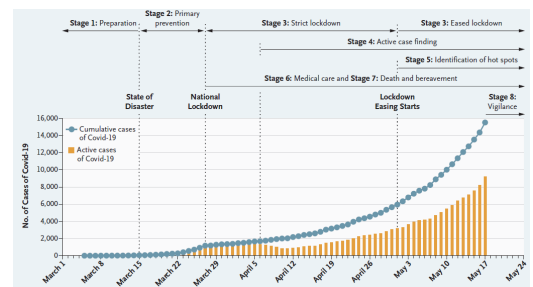 Stage 1: Preparation
Stage 2: Primary
prevention
Stage 3: Strict lockdown
Stage 3: Eased lockdown
Stage 4: Active case finding
Stage 5: Identification of hot spots
Stage 6: Medical care and Stage 7: Death and bereavement
State of
Disaster
National
Lockdown
Lockdown
Easing Starts
Stage 8:
Vigilance
No. of Cases of Covid-19
16,000
14,000
12,000
10,000
8,000
6,000
4,000
2,000
0
Cumulative cases
of Covid-19
Active cases
of Covid-19
March 1
March 8
March 15
March 22
March 29
April 5
April 12
April 19
April 26
May 3
May 10
May 17
May 24